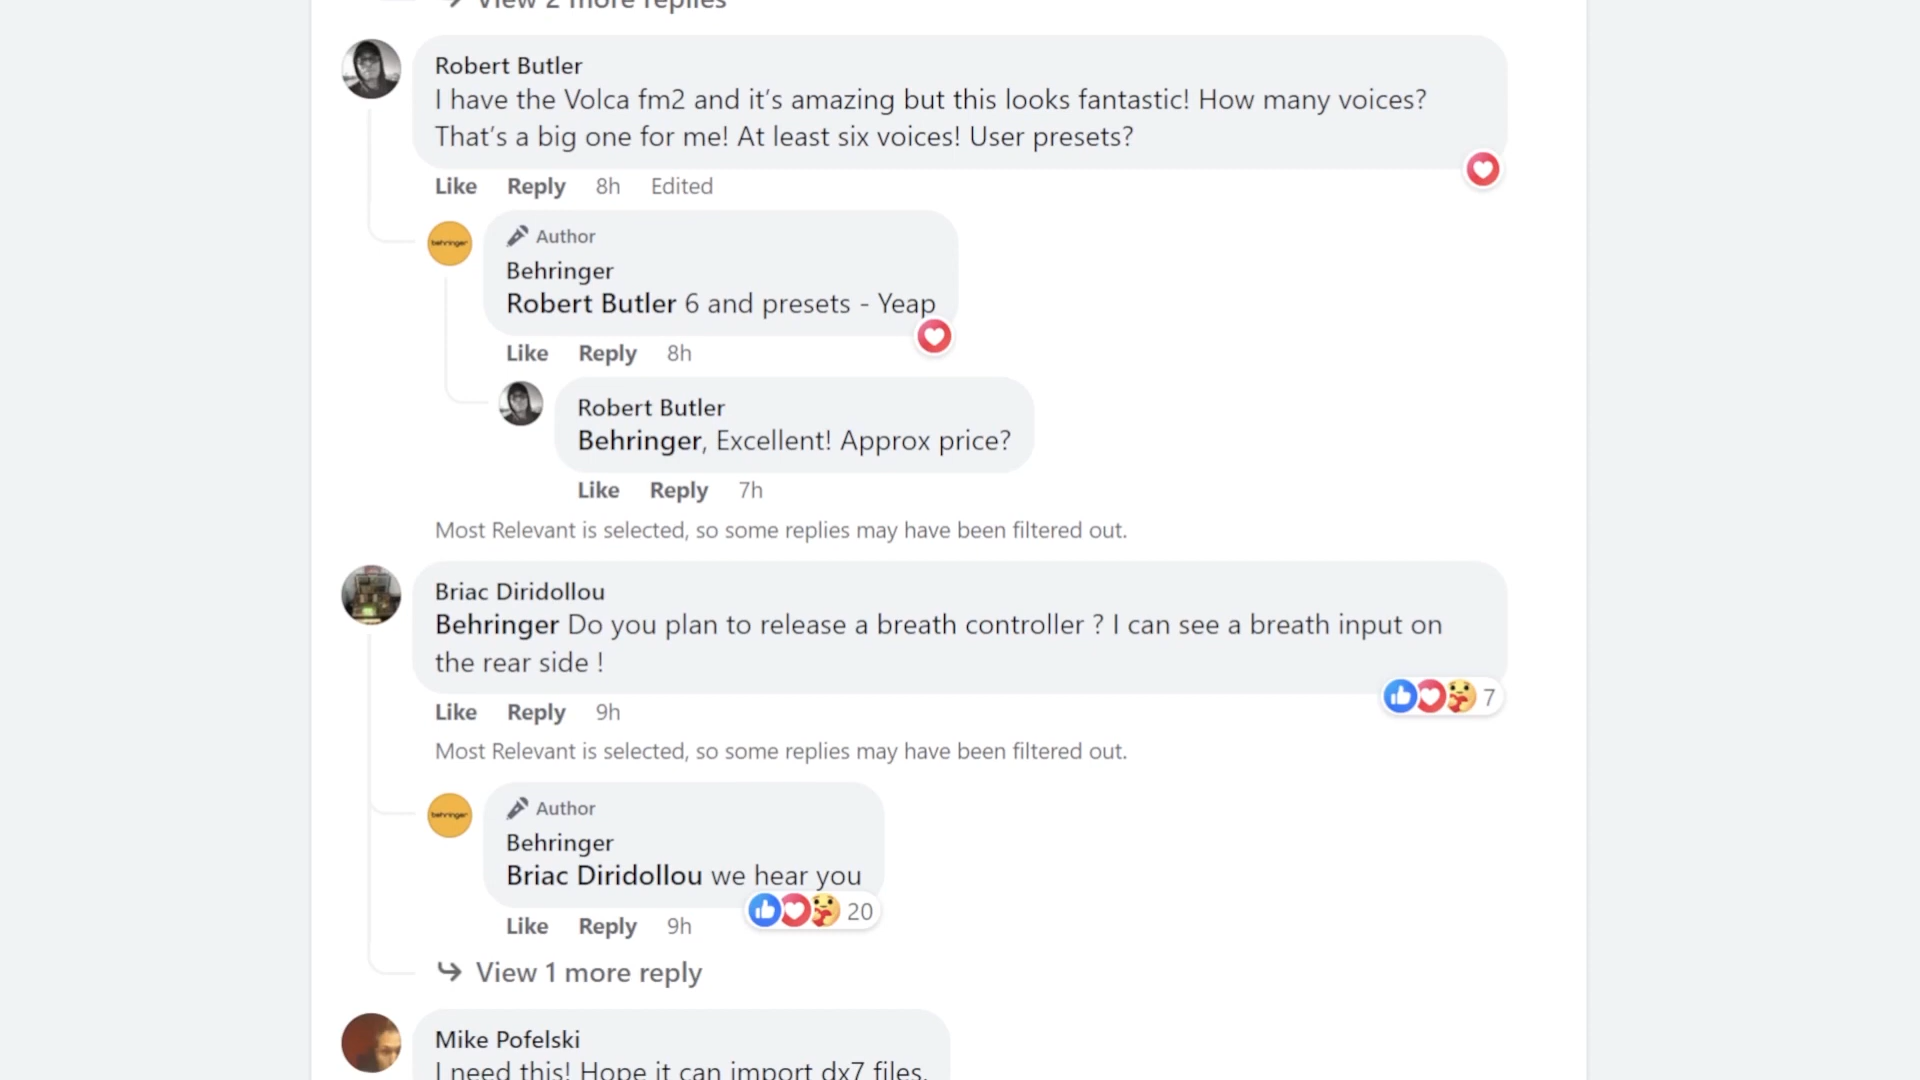 View 2 more replies
Robert Butler
I have the Volca fm2 and it's amazing but this looks fantastic! How many voices?
That's a big one for me! At least six voices! User presets?
Like Reply 8h Edited
Author
behringer
Behringer
Robert Butler 6 and presets - Yeap
Like Reply 8h
Robert Butler
Behringer, Excellent! Approx price?
Like Reply 7h
Most Relevant is selected, so some replies may have been filtered out.
Briac Diridollou
Behringer Do you plan to release a breath controller ? I can see a breath input on
the rear side !
7
Like Reply 9h
Most Relevant is selected, so some replies may have been filtered out.
Author
behringer
Behringer
Briac Diridollou we hear you
20
Like Reply 9h
View 1 more reply
Mike Pofelski
I need this! Hope it can import dx7 files.